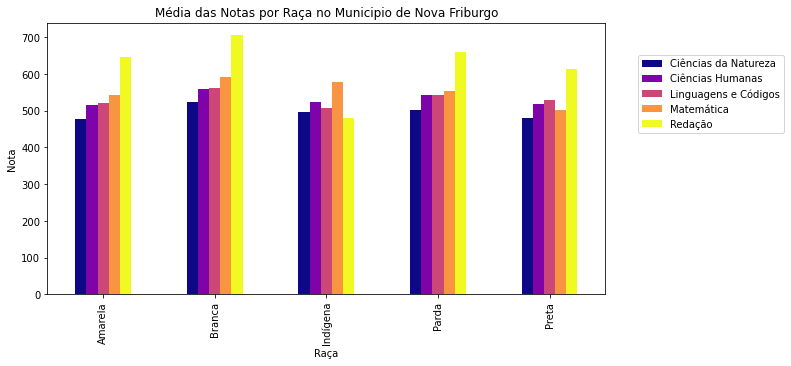 Média das Notas por Raça no Municipio de Nova Friburgo
700
600
500
400
300
200
100
0
Nota
Amarela
Branca
Indígena
Parda
Preta
Raça
Ciências da Natureza
Ciências Humanas
Linguagens e Códigos
Matemática
Redação